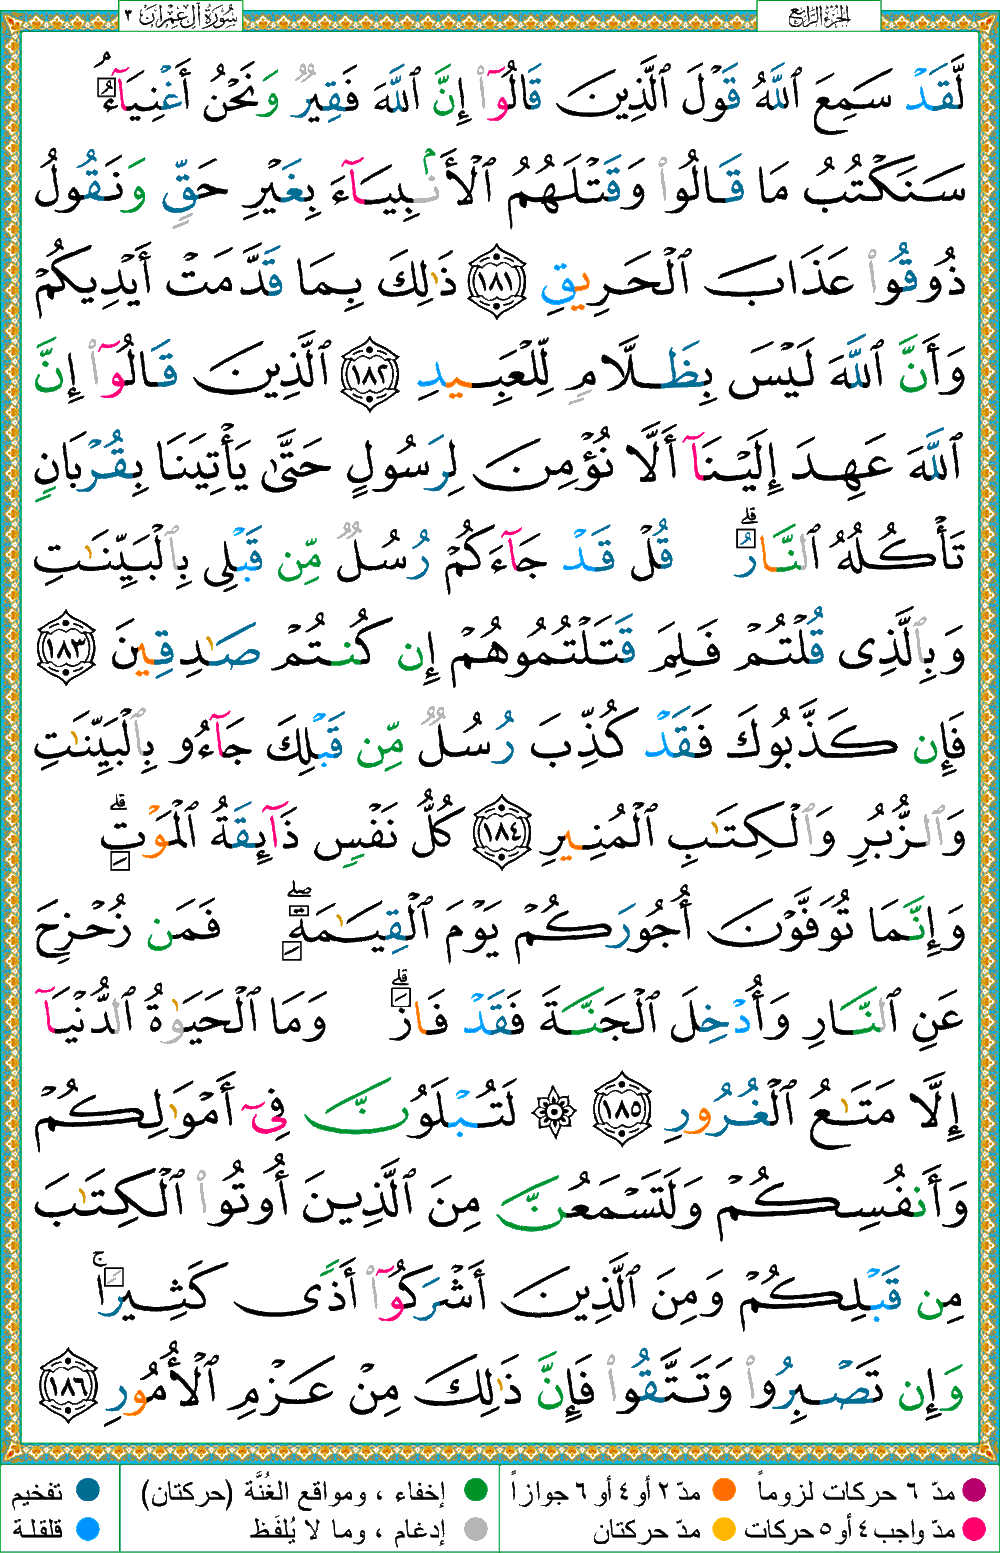 سُورَةُ آلِ عِمْرَانَ ٣
الجُزْءُ الرَّابِعُ
لَّقَدْ سَمِعَ ٱللَّهُ قَوْلَ ٱلَّذِينَ قَالُوٓا۟ إِنَّ ٱللَّهَ فَقِيرٌ وَنَحْنُ أَغْنِيَآءُ ۘ
سَنَكْتُبُ مَا قَالُوا۟ وَقَتْلَهُمُ ٱلْأَنۢبِيَآءَ بِغَيْرِ حَقٍّ وَنَقُولُ
ذُوقُوا۟ عَذَابَ ٱلْحَرِيقِ ١٨١ ذَٰلِكَ بِمَا قَدَّمَتْ أَيْدِيكُمْ
وَأَنَّ ٱللَّهَ لَيْسَ بِظَلَّامٍ لِّلْعَبِيدِ ١٨٢ ٱلَّذِينَ قَالُوٓا۟ إِنَّ
ٱللَّهَ عَهِدَ إِلَيْنَآ أَلَّا نُؤْمِنَ لِرَسُولٍ حَتَّىٰ يَأْتِيَنَا بِقُرْبَانٍ
تَأْكُلُهُ ٱلنَّارُ ۗ قُلْ قَدْ جَآءَكُمْ رُسُلٌ مِّن قَبْلِى بِٱلْبَيِّنَـٰتِ
وَبِٱلَّذِى قُلْتُمْ فَلِمَ قَتَلْتُمُوهُمْ إِن كُنتُمْ صَـٰدِقِينَ ١٨٣
فَإِن كَذَّبُوكَ فَقَدْ كُذِّبَ رُسُلٌ مِّن قَبْلِكَ جَآءُو بِٱلْبَيِّنَـٰتِ
وَٱلزُّبُرِ وَٱلْكِتَـٰبِ ٱلْمُنِيرِ ١٨٤ كُلُّ نَفْسٍ ذَآئِقَةُ ٱلْمَوْتِ ۗ
وَإِنَّمَا تُوَفَّوْنَ أُجُورَكُمْ يَوْمَ ٱلْقِيَـٰمَةِ ۖ فَمَن زُحْزِحَ
عَنِ ٱلنَّارِ وَأُدْخِلَ ٱلْجَنَّةَ فَقَدْ فَازَ ۗ وَمَا ٱلْحَيَوٰةُ ٱلدُّنْيَآ
إِلَّا مَتَـٰعُ ٱلْغُرُورِ ١٨٥ ۞ لَتُبْلَوُنَّ فِىٓ أَمْوَٰلِكُمْ
وَأَنفُسِكُمْ وَلَتَسْمَعُنَّ مِنَ ٱلَّذِينَ أُوتُوا۟ ٱلْكِتَـٰبَ
مِن قَبْلِكُمْ وَمِنَ ٱلَّذِينَ أَشْرَكُوٓا۟ أَذًى كَثِيرًا ۚ
وَإِن تَصْبِرُوا۟ وَتَتَّقُوا۟ فَإِنَّ ذَٰلِكَ مِنْ عَزْمِ ٱلْأُمُورِ ١٨٦
مدّ ٦ حركات لزوماً مدّ ٢ أو ٤ أو ٦ جوازاً إخفاء ، ومواقع الغُنَّة (حركتان) تفخيم
مدّ واجب ٤ أو ٥ حركات مدّ حركتان إدغام ، وما لا يُلفَظ قلقلة